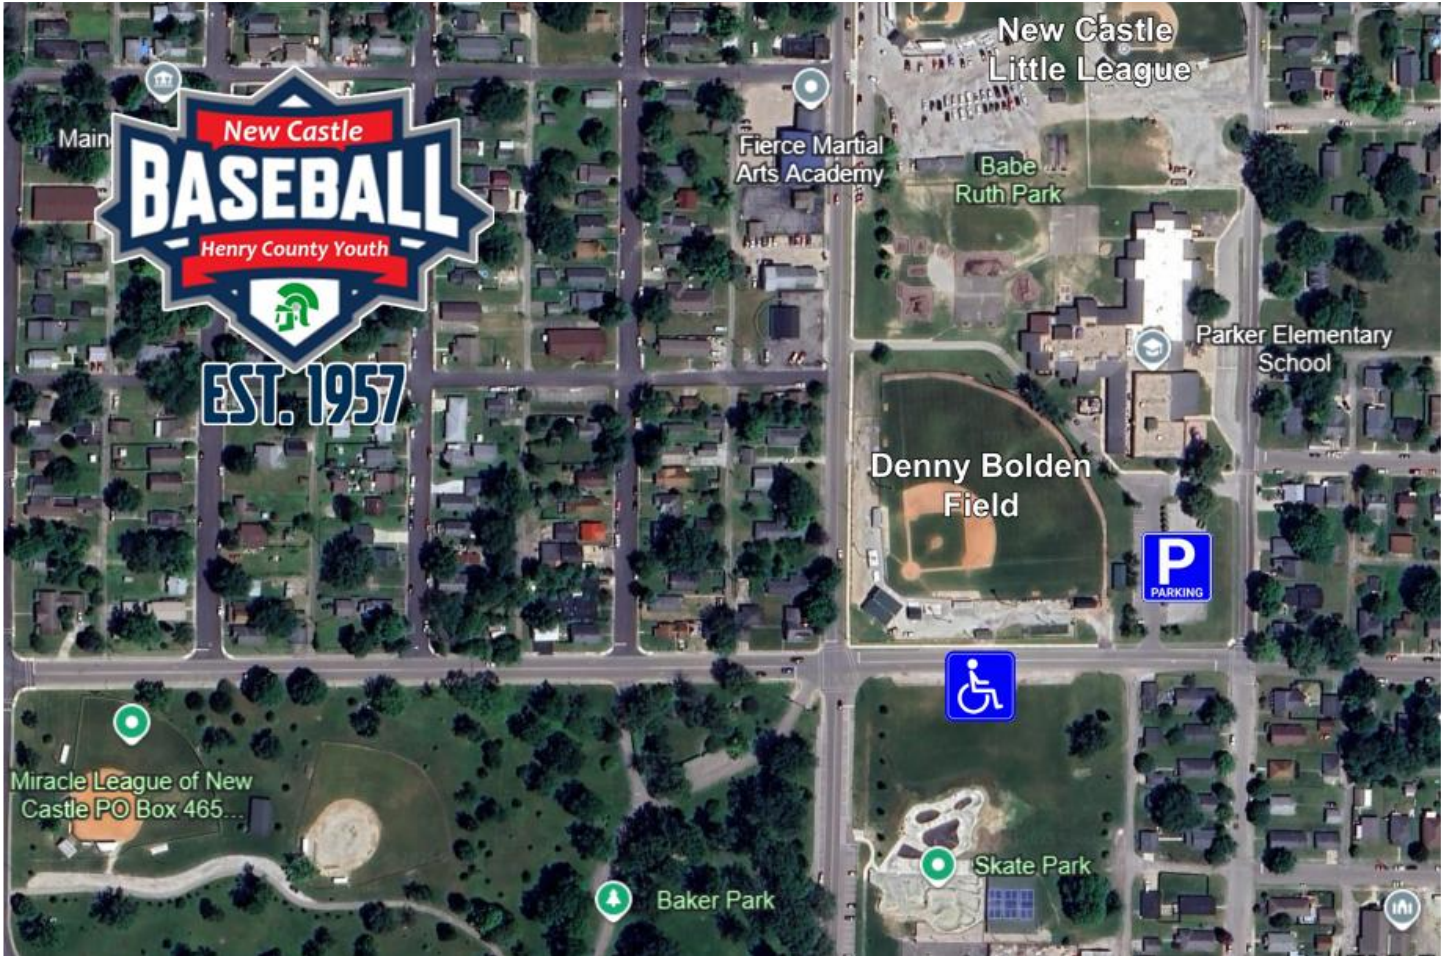 New Castle
Little League
Main
New Castle
BASEBALL
Henry County Youth
EST. 1957
Fierce Martial
Arts Academy
Babe
Ruth Park
Parker Elementary
School
Denny Bolden
Field
P
PARKING
Miracle League of New
Castle PO Box 465...
Skate Park
Baker Park